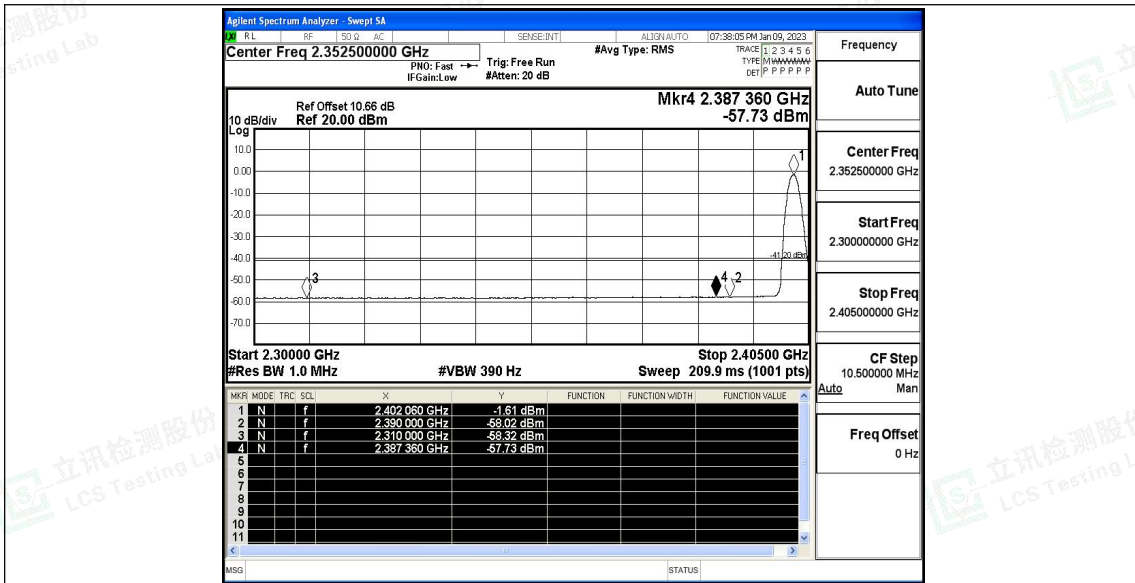 Agilent Spectrum Analyzer - Swept SA
LXI RL RF 50 Ω AC SENSE:INT ALIGN AUTO 07:38:05 PM Jan 09, 2023
Center Freq 2.352500000 GHz
PNO: Fast
IFGain:Low
Trig: Free Run
#Atten: 20 dB
#Avg Type: RMS
TRACE 1 2 3 4 5 6
TYPE MWWWWW
DET P P P P P P
Mkr4 2.387 360 GHz
-57.73 dBm
Ref Offset 10.66 dB
10 dB/div Ref 20.00 dBm
Log
10.0
0.00
-10.0
-20.0
-30.0
-40.0
-50.0
-60.0
-70.0
1
-41.20 dBm
3
4 2
Start 2.30000 GHz Stop 2.40500 GHz
#Res BW 1.0 MHz #VBW 390 Hz Sweep 209.9 ms (1001 pts)
MKR MODE TRC SCL X Y FUNCTION FUNCTION WIDTH FUNCTION VALUE
1 N f 2.402 060 GHz -1.61 dBm
2 N f 2.390 000 GHz -58.02 dBm
3 N f 2.310 000 GHz -58.32 dBm
4 N f 2.387 360 GHz -57.73 dBm
5
6
7
8
9
10
11
MSG STATUS
Frequency
Auto Tune
Center Freq
2.352500000 GHz
Start Freq
2.300000000 GHz
Stop Freq
2.405000000 GHz
CF Step
10.500000 MHz
Auto Man
Freq Offset
0 Hz
立讯检测股份
LCS Testing Lab
立讯检测股份
LCS Testing L